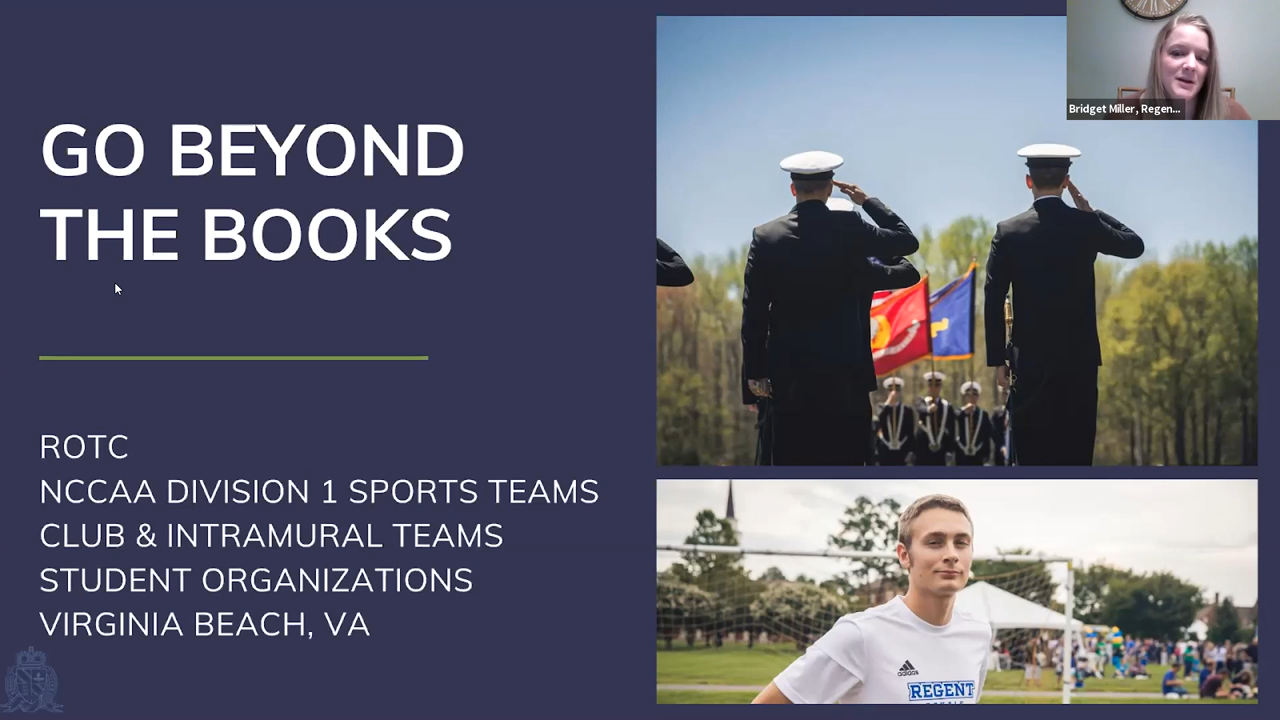 GO BEYOND
THE BOOKS
ROTC
NCCAA DIVISION 1 SPORTS TEAMS
CLUB & INTRAMURAL TEAMS
STUDENT ORGANIZATIONS
VIRGINIA BEACH, VA
Bridget Miller, Regen...
adidas
REGENT